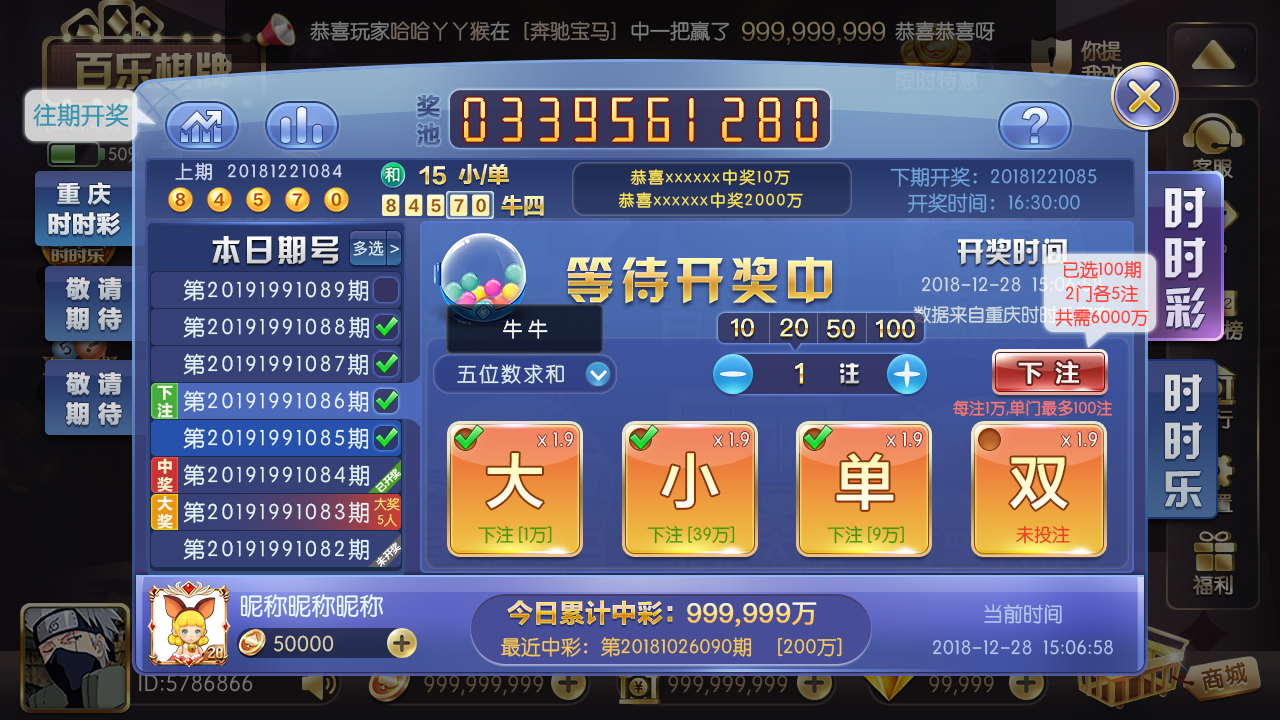 恭喜玩家哈哈丫丫猴在 [奔驰宝马] 中一把赢了 999,999,999 恭喜恭喜呀
百乐棋牌
你提
限时特惠
往期开奖
奖池
0339561280
?
50%
客服
上期 20181221084
8 4 5 7 0
和 15 小/单
8 4 5 7 0 牛四
恭喜xxxxxx中奖10万
恭喜xxxxxx中奖2000万
下期开奖：20181221085
开奖时间：16:30:00
重庆
时时彩
时时乐
敬请
期待
敬请
期待
本日期号
多选 >
第20191991089期
第20191991088期
第20191991087期
下注 第20191991086期
第20191991085期
中奖 第20191991084期 已开奖
大奖 第20191991083期 大奖5人
第20191991082期 未开奖
等待开奖中
开奖时间
2018-12-28 15:06:58
数据来自重庆时时
已选100期
2门各5注
共需6000万
牛牛
10 20 50 100
五位数求和
1 注
下注
每注1万,单门最多100注
x 1.9
大
下注 [1万]
x 1.9
小
下注 [39万]
x 1.9
单
下注 [9万]
x 1.9
双
未投注
时时彩
时时乐
榜
行
置
福利
20
昵称昵称昵称
50000
今日累计中彩：999,999万
最近中彩：第20181026090期 [200万]
当前时间
2018-12-28 15:06:58
ID:5786866
999,999,999
999,999,999
99,999
商城